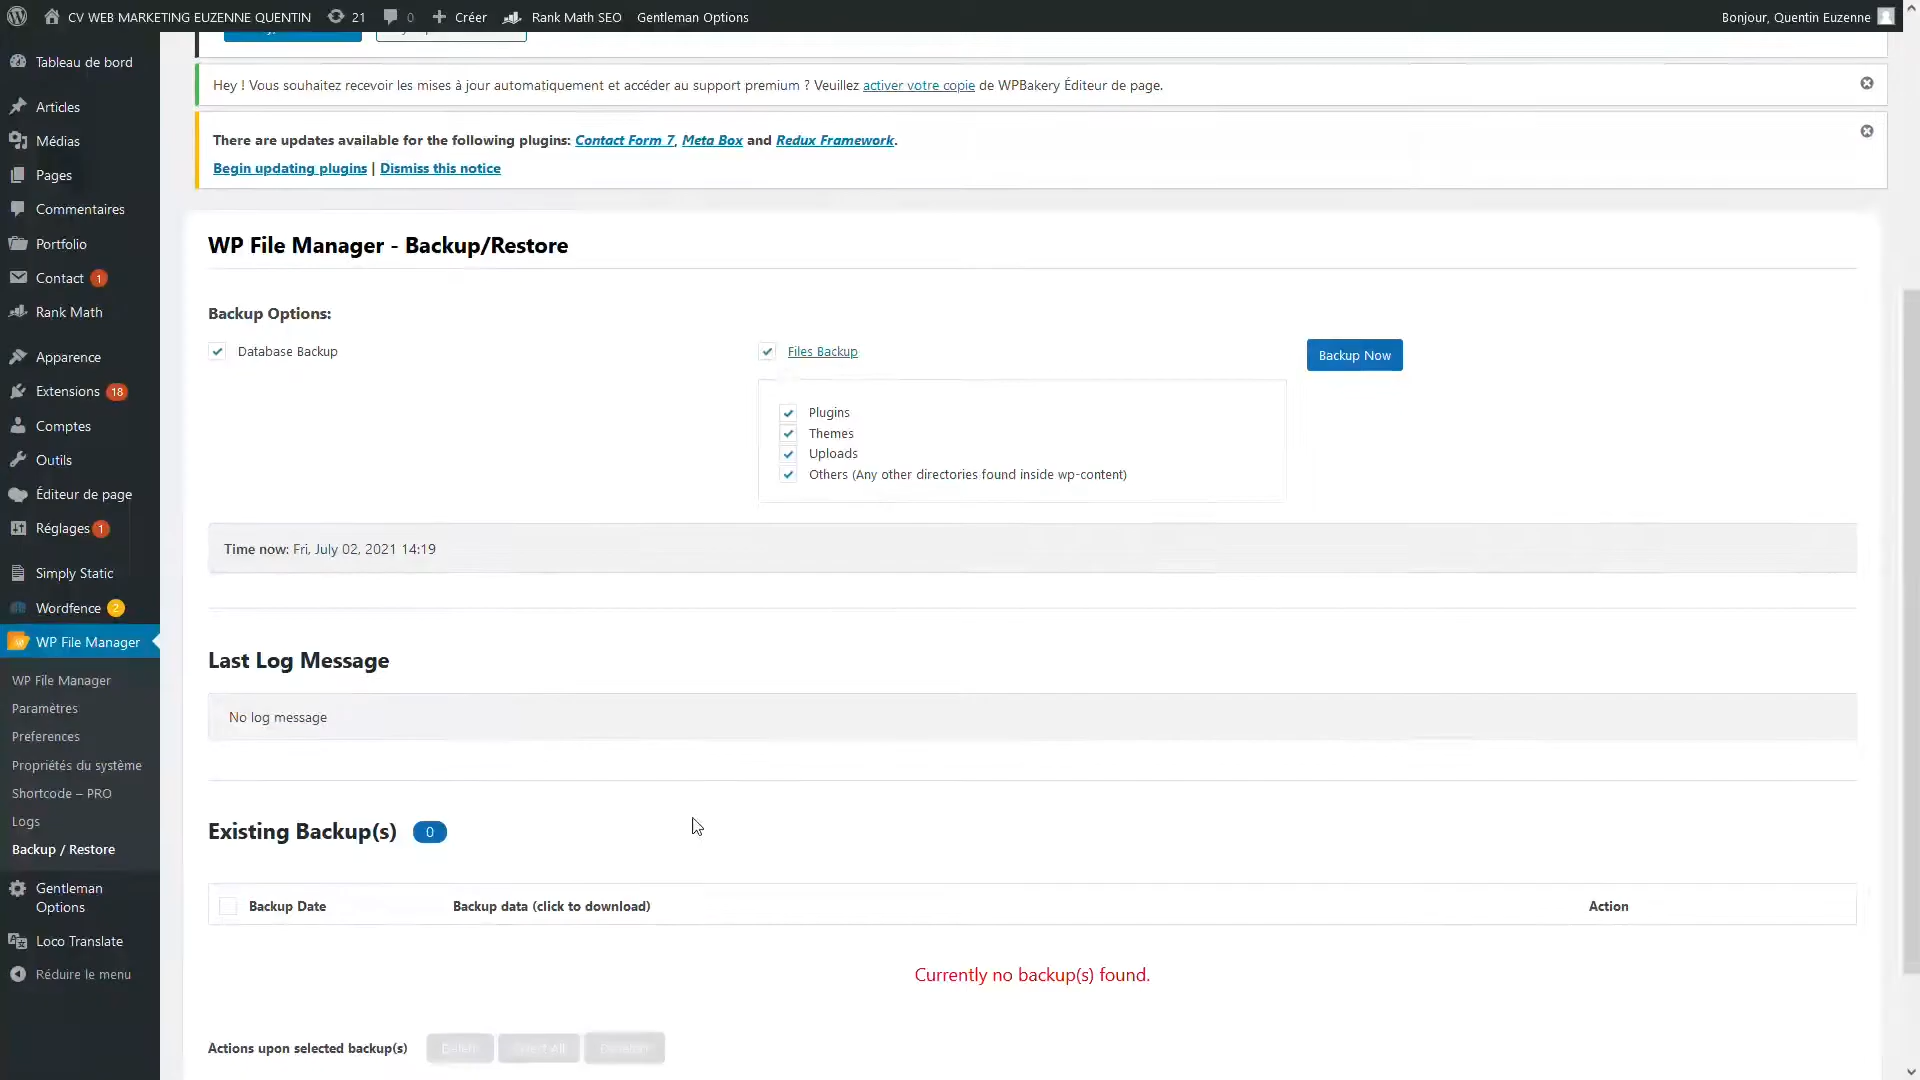 CV WEB MARKETING EUZENNE QUENTIN 21 0 Créer Rank Math SEO Gentleman Options Bonjour, Quentin Euzenne
Tableau de bord
Articles
Médias
Pages
Commentaires
Portfolio
Contact 1
Rank Math
Apparence
Extensions 18
Comptes
Outils
Éditeur de page
Réglages 1
Simply Static
Wordfence 2
WP File Manager
WP File Manager
Paramètres
Preferences
Propriétés du système
Shortcode – PRO
Logs
Backup / Restore
Gentleman
Options
Loco Translate
Réduire le menu
Hey ! Vous souhaitez recevoir les mises à jour automatiquement et accéder au support premium ? Veuillez activer votre copie de WPBakery Éditeur de page.
There are updates available for the following plugins: Contact Form 7, Meta Box and Redux Framework.
Begin updating plugins | Dismiss this notice
WP File Manager - Backup/Restore
Backup Options:
Database Backup
Files Backup
Backup Now
Plugins
Themes
Uploads
Others (Any other directories found inside wp-content)
Time now: Fri, July 02, 2021 14:19
Last Log Message
No log message
Existing Backup(s) 0
Backup Date Backup data (click to download) Action
Currently no backup(s) found.
Actions upon selected backup(s)